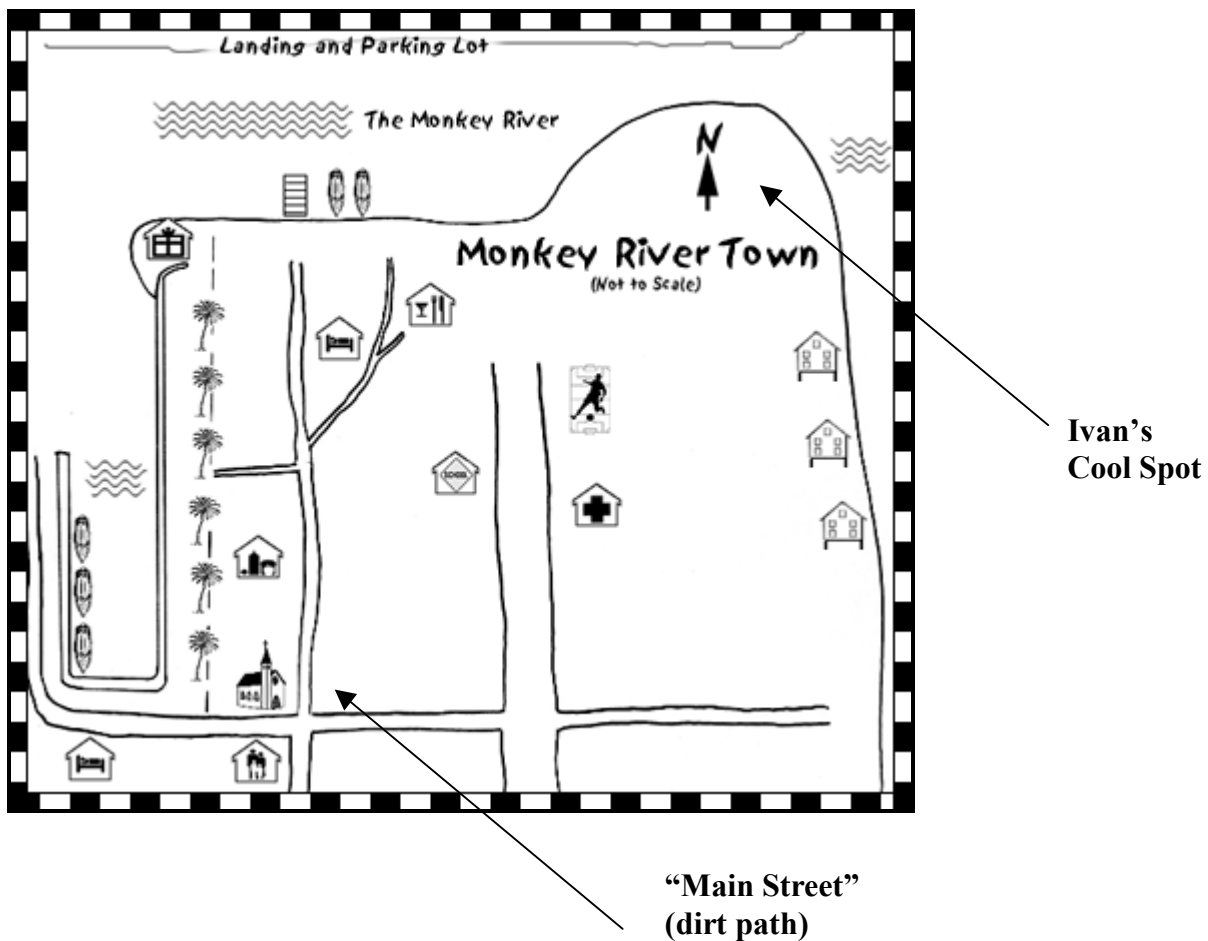 Landing and Parking Lot
The Monkey River
N
Monkey River Town
(Not to Scale)
SCHOOL
Ivan’s
Cool Spot
“Main Street”
(dirt path)